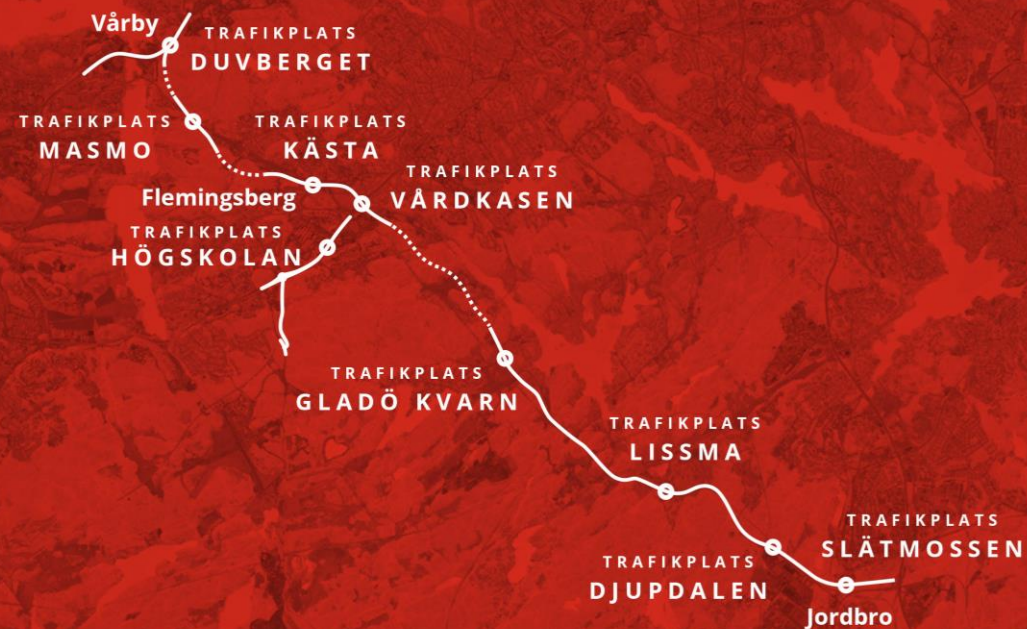 Vårby
TRAFIKPLATS
DUVBERGET
TRAFIKPLATS
MASMO
TRAFIKPLATS
KÄSTA
TRAFIKPLATS
VÅRDKASEN
Flemingsberg
TRAFIKPLATS
HÖGSKOLAN
TRAFIKPLATS
GLADÖ KVARN
TRAFIKPLATS
LISSMA
TRAFIKPLATS
SLÄTMOSSEN
TRAFIKPLATS
DJUPDALEN
Jordbro